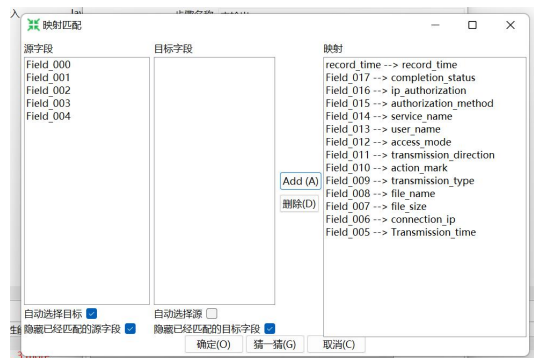 映射匹配
源字段
目标字段
映射
Field_000
Field_001
Field_002
Field_003
Field_004
record_time --> record_time
Field_017 --> completion_status
Field_016 --> ip_authorization
Field_015 --> authorization_method
Field_014 --> service_name
Field_013 --> user_name
Field_012 --> access_mode
Field_011 --> transmission_direction
Field_010 --> action_mark
Field_009 --> transmission_type
Field_008 --> file_name
Field_007 --> file_size
Field_006 --> connection_ip
Field_005 --> Transmission_time
Add (A)
删除(D)
自动选择目标
自动选择源
隐藏已经匹配的源字段
隐藏已经匹配的目标字段
确定(O)
猜一猜(G)
取消(C)